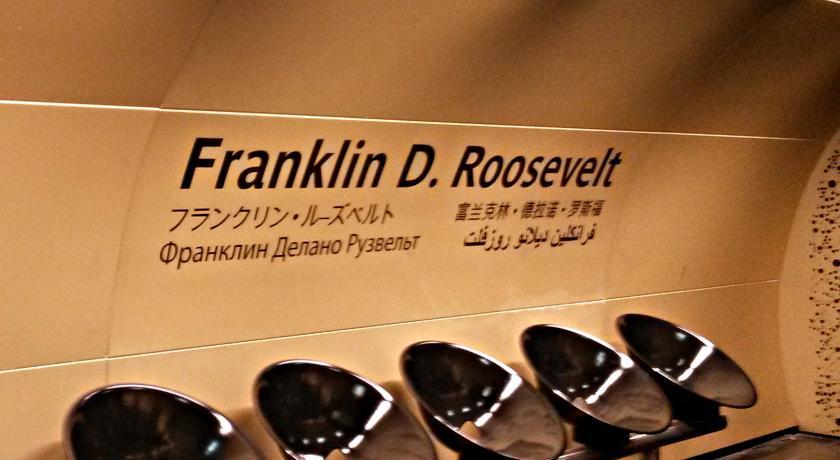 Franklin D. Roosevelt
フランクリン・ルーズベルト
富兰克林・德拉诺・罗斯福
Франклин Делано Рузвельт
فرانكلين ديلانو روزفلت